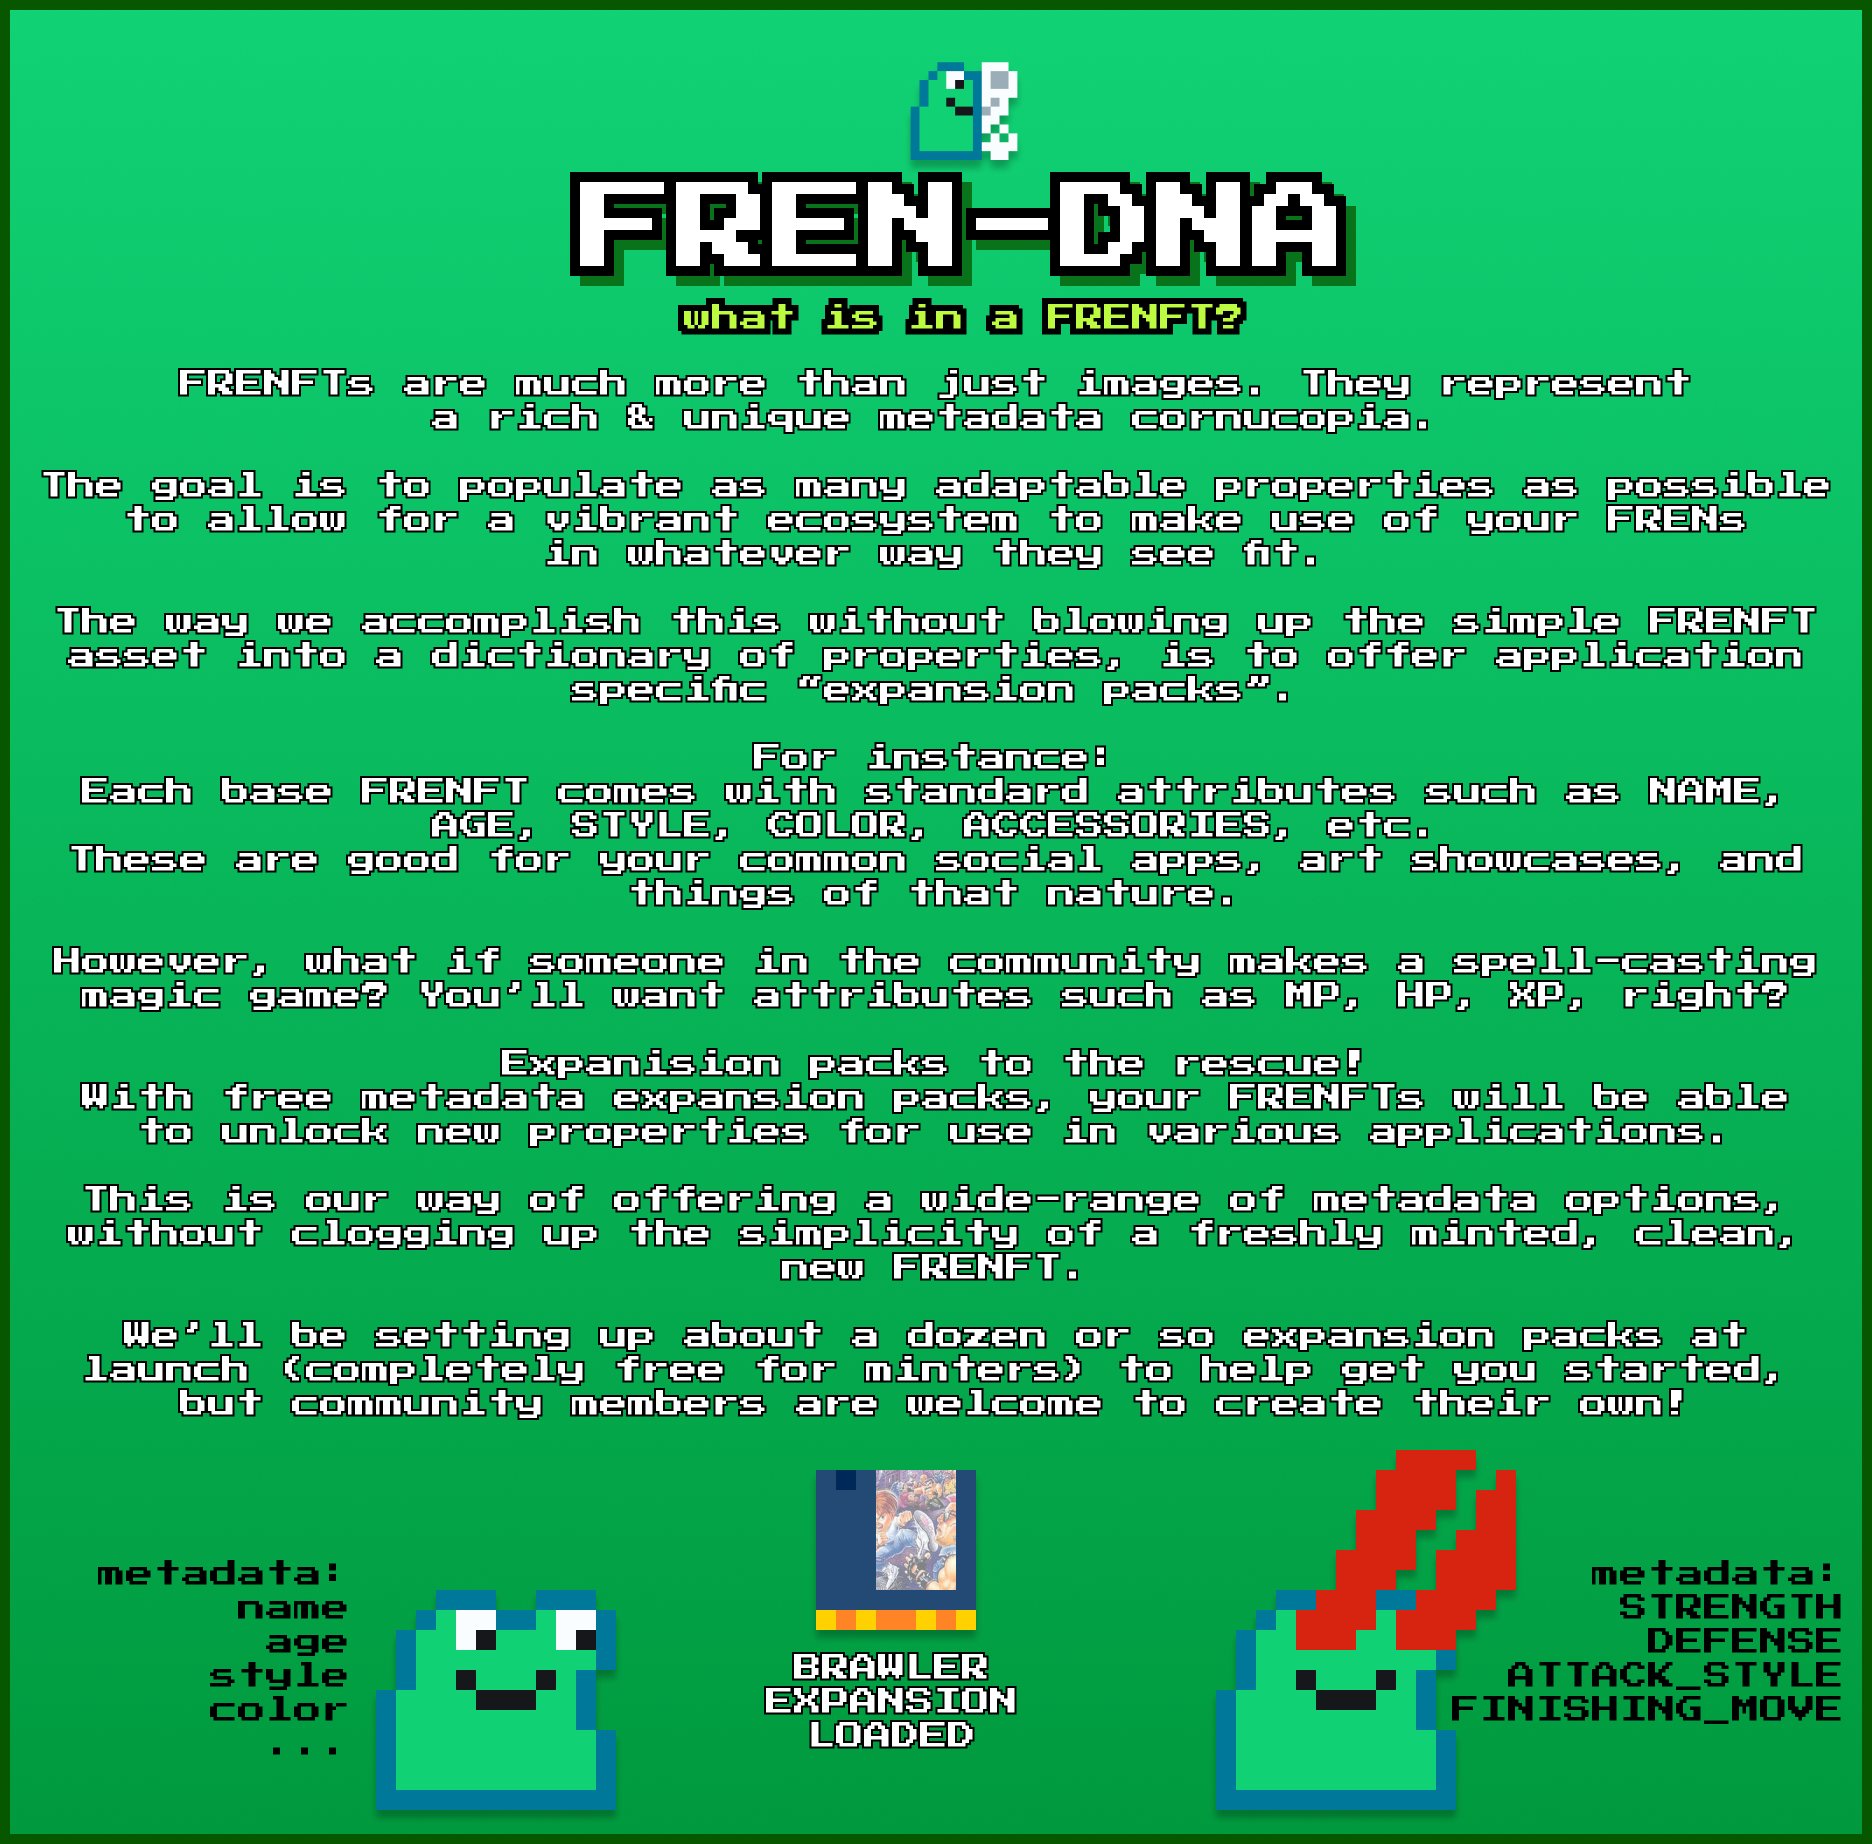 FREN-DNA
what is in a FRENFT?
FRENFTs are much more than just images. They represent
a rich & unique metadata cornucopia.
The goal is to populate as many adaptable properties as possible
to allow for a vibrant ecosystem to make use of your FRENs
in whatever way they see fit.
The way we accomplish this without blowing up the simple FRENFT
asset into a dictionary of properties, is to offer application
specific “expansion packs”.
For instance:
Each base FRENFT comes with standard attributes such as NAME,
AGE, STYLE, COLOR, ACCESSORIES, etc.
These are good for your common social apps, art showcases, and
things of that nature.
However, what if someone in the community makes a spell-casting
magic game? You’ll want attributes such as MP, HP, XP, right?
Expanision packs to the rescue!
With free metadata expansion packs, your FRENFTs will be able
to unlock new properties for use in various applications.
This is our way of offering a wide-range of metadata options,
without clogging up the simplicity of a freshly minted, clean,
new FRENFT.
We’ll be setting up about a dozen or so expansion packs at
launch (completely free for minters) to help get you started,
but community members are welcome to create their own!
metadata:
name
age
style
color
...
BRAWLER
EXPANSION
LOADED
metadata:
STRENGTH
DEFENSE
ATTACK_STYLE
FINISHING_MOVE